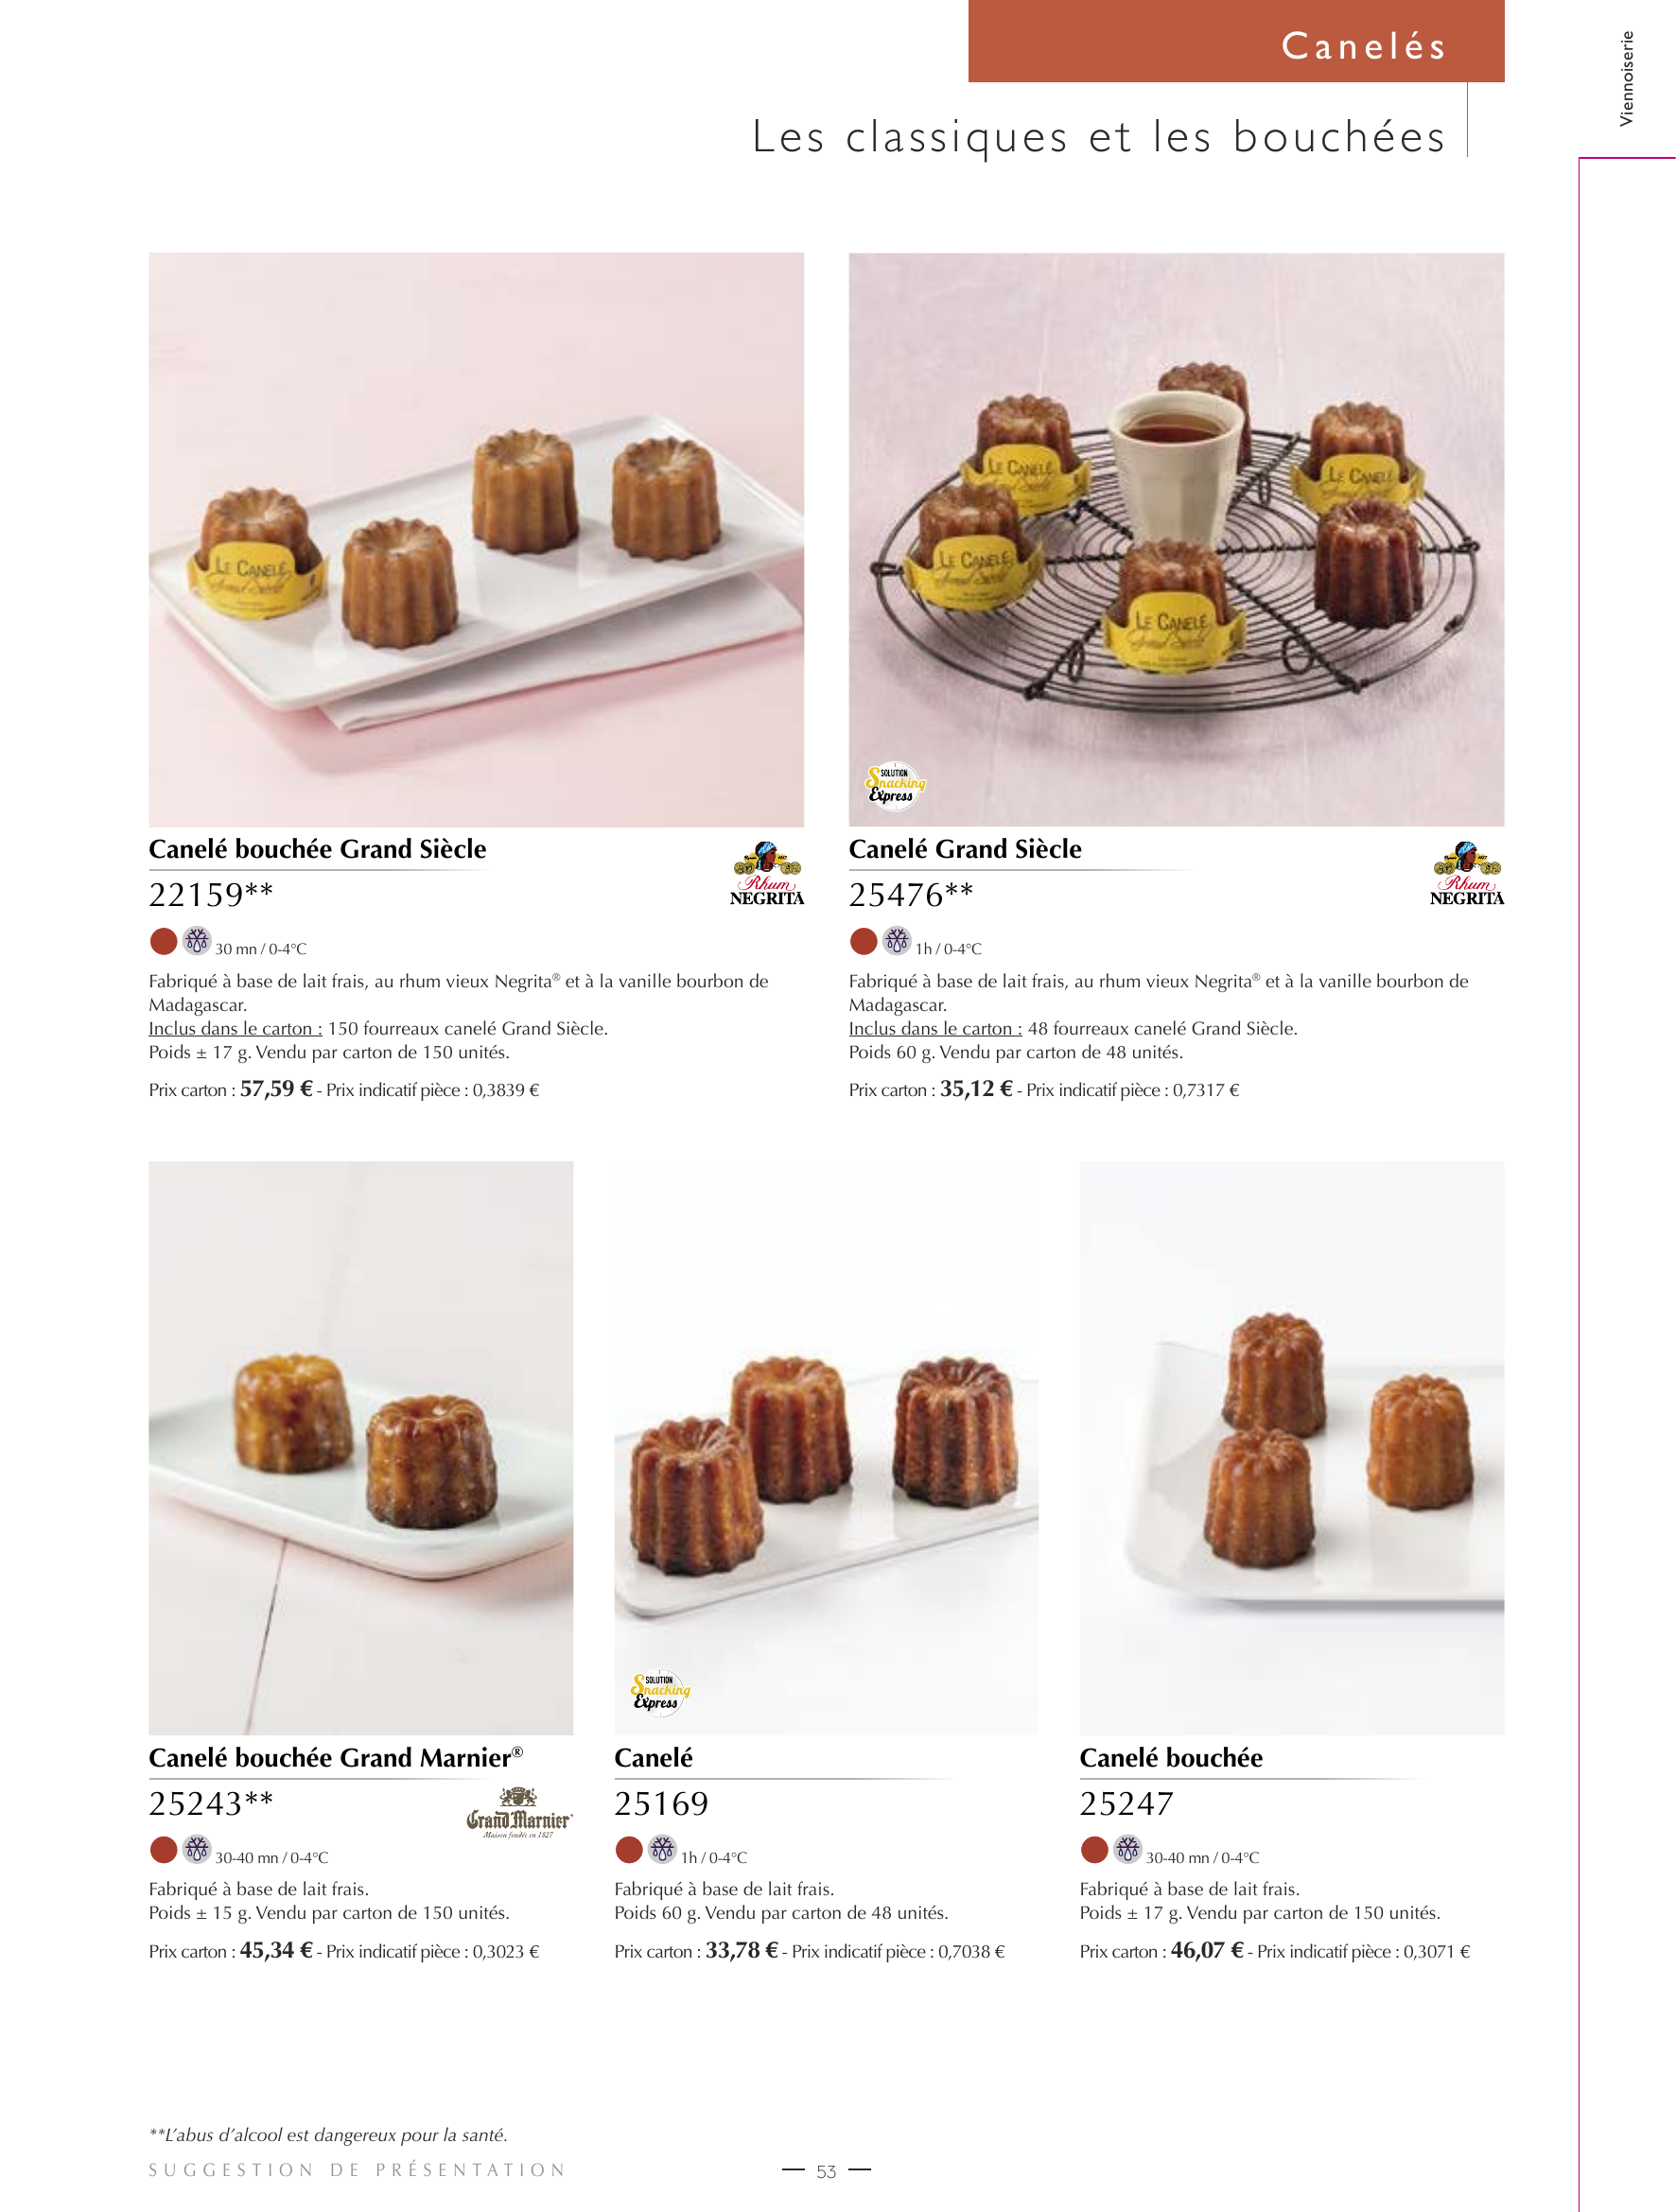 Canelés
Viennoiserie
Les classiques et les bouchées
LE CANELÉ
LE CANELÉ
LE CANELÉ
LE CANELÉ
LE CANELÉ
SOLUTION
Snacking
Express
Canelé bouchée Grand Siècle
22159**
Rhum
NEGRITA
30 mn / 0-4°C
Fabriqué à base de lait frais, au rhum vieux Negrita® et à la vanille bourbon de
Madagascar.
Inclus dans le carton : 150 fourreaux canelé Grand Siècle.
Poids ± 17 g. Vendu par carton de 150 unités.
Prix carton : 57,59 € - Prix indicatif pièce : 0,3839 €
Canelé Grand Siècle
25476**
Rhum
NEGRITA
1h / 0-4°C
Fabriqué à base de lait frais, au rhum vieux Negrita® et à la vanille bourbon de
Madagascar.
Inclus dans le carton : 48 fourreaux canelé Grand Siècle.
Poids 60 g. Vendu par carton de 48 unités.
Prix carton : 35,12 € - Prix indicatif pièce : 0,7317 €
SOLUTION
Snacking
Express
Canelé bouchée Grand Marnier®
25243**
Grand Marnier
Maison fondée en 1827
30-40 mn / 0-4°C
Fabriqué à base de lait frais.
Poids ± 15 g. Vendu par carton de 150 unités.
Prix carton : 45,34 € - Prix indicatif pièce : 0,3023 €
Canelé
25169
1h / 0-4°C
Fabriqué à base de lait frais.
Poids 60 g. Vendu par carton de 48 unités.
Prix carton : 33,78 € - Prix indicatif pièce : 0,7038 €
Canelé bouchée
25247
30-40 mn / 0-4°C
Fabriqué à base de lait frais.
Poids ± 17 g. Vendu par carton de 150 unités.
Prix carton : 46,07 € - Prix indicatif pièce : 0,3071 €
**L'abus d'alcool est dangereux pour la santé.
SUGGESTION DE PRÉSENTATION
— 53 —